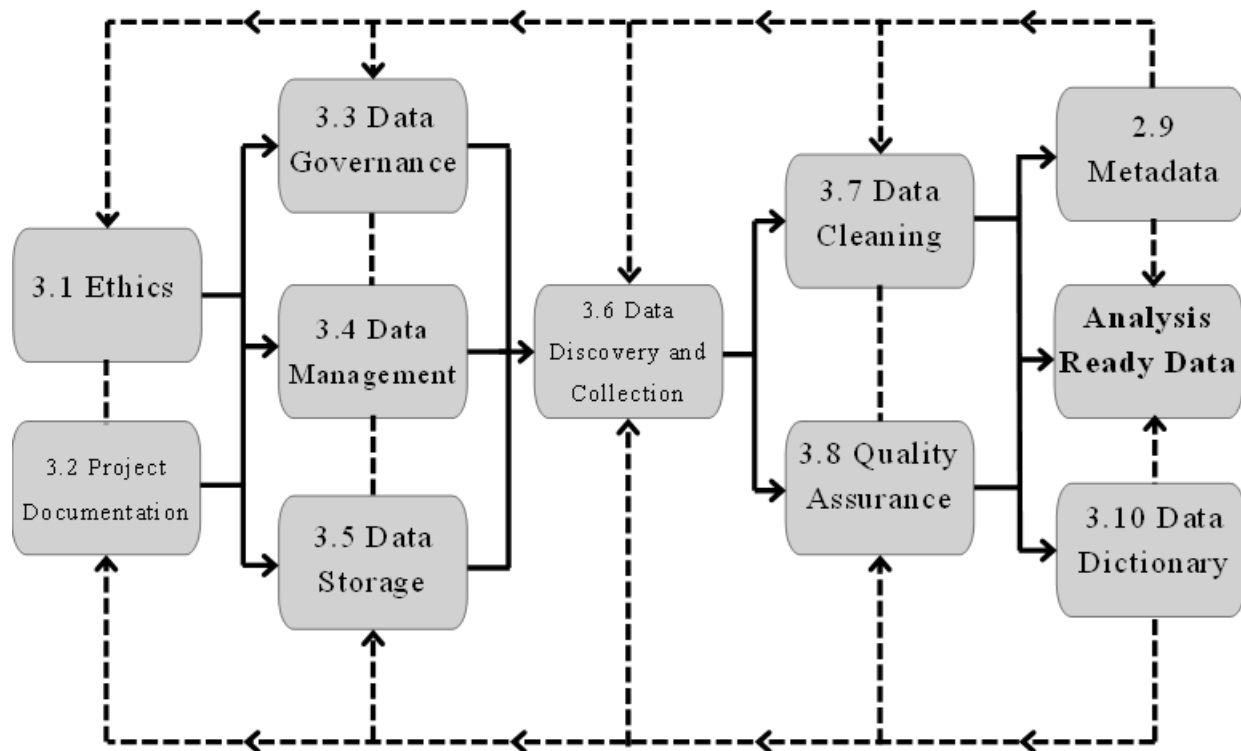 3.1 Ethics
3.2 Project
Documentation
3.3 Data
Governance
3.4 Data
Management
3.5 Data
Storage
3.6 Data
Discovery and
Collection
3.7 Data
Cleaning
3.8 Quality
Assurance
2.9
Metadata
Analysis
Ready Data
3.10 Data
Dictionary